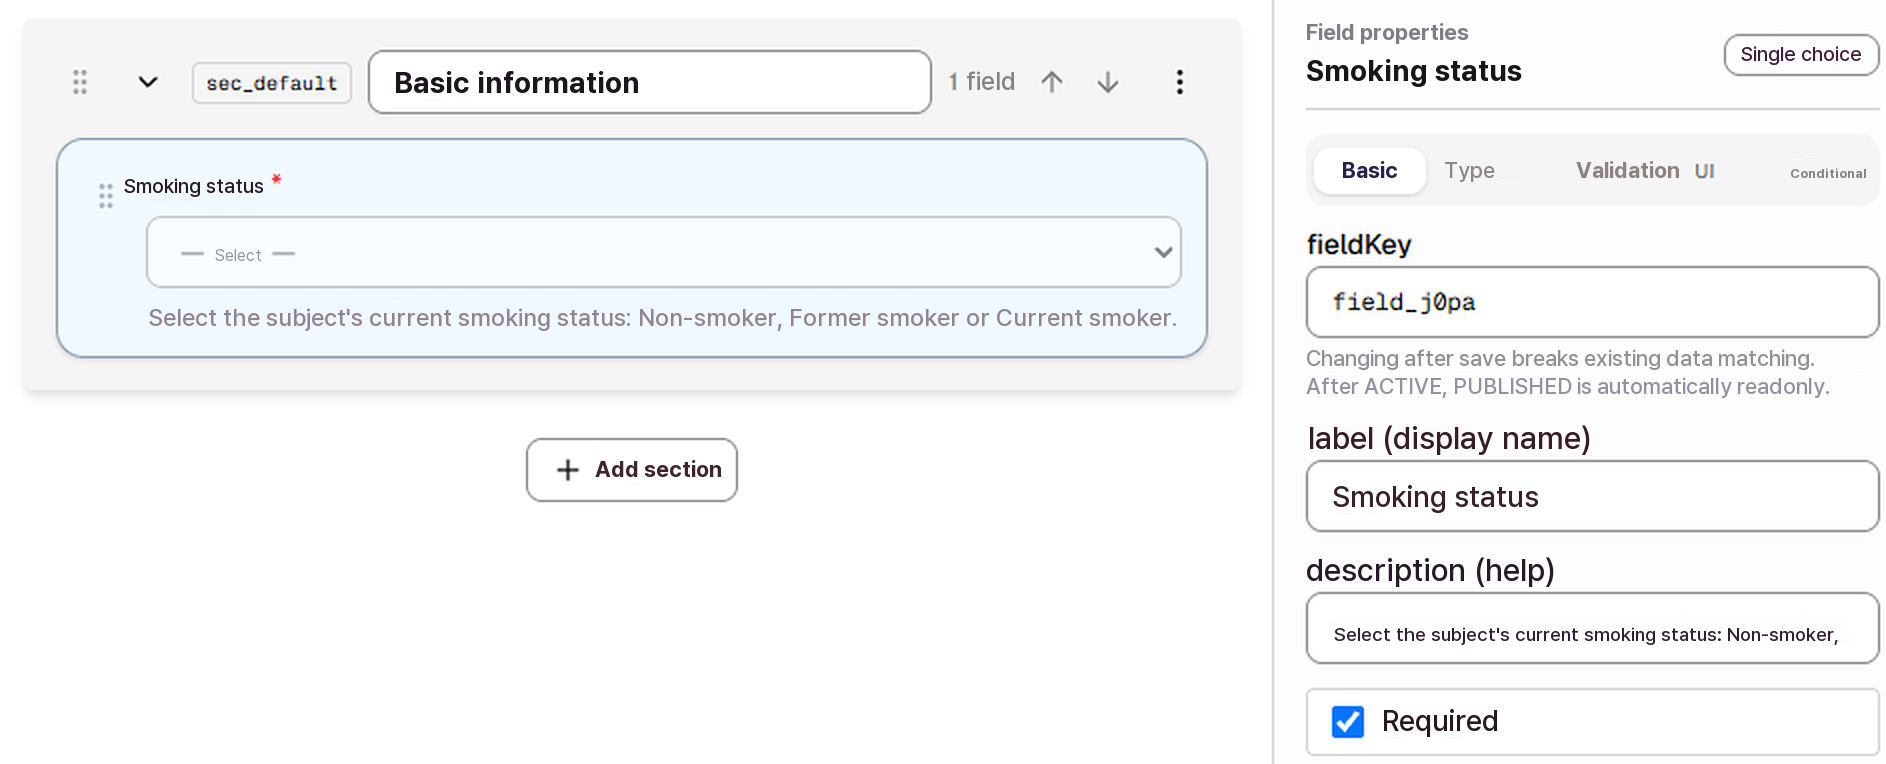 sec_default
Basic information
1 field
Smoking status *
— Select —
Select the subject's current smoking status: Non-smoker, Former smoker or Current smoker.
+ Add section
Field properties
Smoking status
Single choice
Basic Type Validation UI Conditional
fieldKey
field_j0pa
Changing after save breaks existing data matching.
After ACTIVE, PUBLISHED is automatically readonly.
label (display name)
Smoking status
description (help)
Select the subject's current smoking status: Non-smoker,
Required